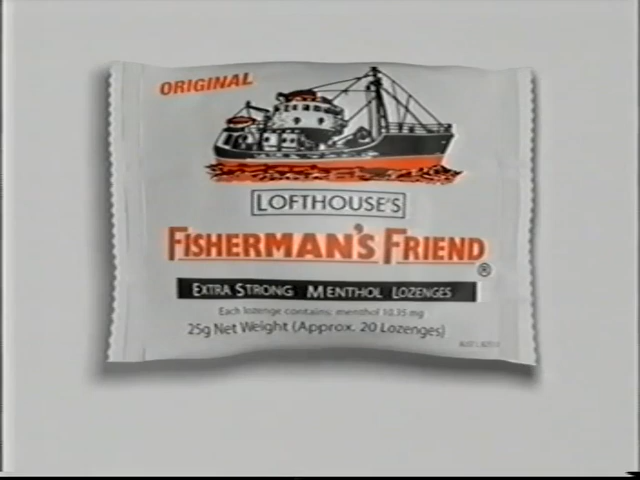 ORIGINAL
LOFTHOUSE'S
FISHERMAN'S FRIEND
®
EXTRA STRONG MENTHOL LOZENGES
Each lozenge contains: menthol 10.35 mg
25g Net Weight (Approx. 20 Lozenges)